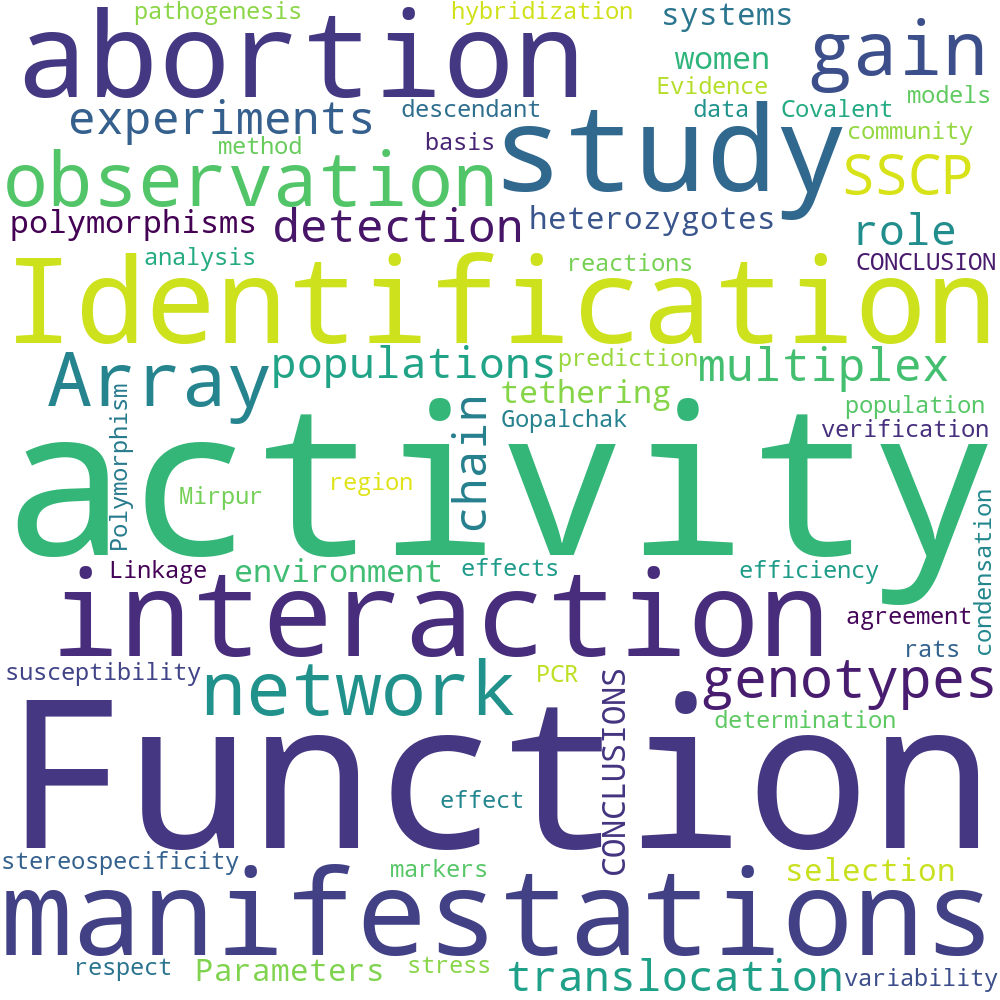 pathogenesis
hybridization
systems
abortion
gain
women
Evidence
models
experiments
descendant
data
Covalent
study
community
method
basis
observation
SSCP
polymorphisms
detection
heterozygotes
role
analysis
reactions
CONCLUSION
Identification
Array
populations
prediction
multiplex
tethering
Polymorphism
chain
Gopalchak
population
verification
activity
Mirpur
region
condensation
Linkage
environment
effects
efficiency
interaction
agreement
rats
susceptibility
network
PCR
CONCLUSIONS
genotypes
determination
Function
effect
stereospecificity
markers
selection
manifestations
respect
Parameters
stress
translocation
variability